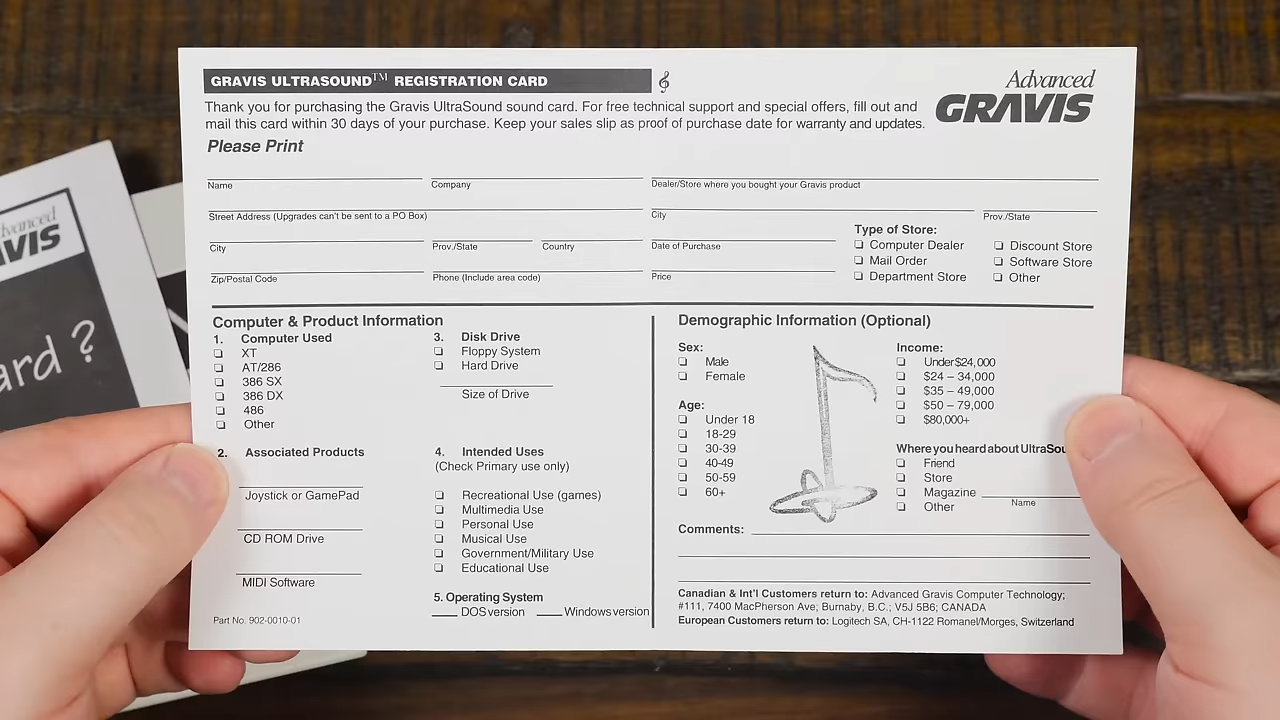 GRAVIS ULTRASOUND™ REGISTRATION CARD
Advanced
GRAVIS
Thank you for purchasing the Gravis UltraSound sound card. For free technical support and special offers, fill out and
mail this card within 30 days of your purchase. Keep your sales slip as proof of purchase date for warranty and updates.
Please Print
Name
Company
Dealer/Store where you bought your Gravis product
Street Address (Upgrades can't be sent to a PO Box)
City
Prov./State
City
Prov./State
Country
Date of Purchase
Zip/Postal Code
Phone (Include area code)
Price
Type of Store:
❏ Computer Dealer
❏ Mail Order
❏ Department Store
❏ Discount Store
❏ Software Store
❏ Other
Computer & Product Information
1. Computer Used
❏ XT
❏ AT/286
❏ 386 SX
❏ 386 DX
❏ 486
❏ Other
2. Associated Products
Joystick or GamePad
CD ROM Drive
MIDI Software
Part No. 902-0010-01
3. Disk Drive
❏ Floppy System
❏ Hard Drive
Size of Drive
4. Intended Uses
(Check Primary use only)
❏ Recreational Use (games)
❏ Multimedia Use
❏ Personal Use
❏ Musical Use
❏ Government/Military Use
❏ Educational Use
5. Operating System
____ DOS version ____ Windows version
Demographic Information (Optional)
Sex:
❏ Male
❏ Female
Age:
❏ Under 18
❏ 18-29
❏ 30-39
❏ 40-49
❏ 50-59
❏ 60+
Income:
❏ Under $24,000
❏ $24 – 34,000
❏ $35 – 49,000
❏ $50 – 79,000
❏ $80,000+
Where you heard about UltraSou
❏ Friend
❏ Store
❏ Magazine
Name
❏ Other
Comments:
Canadian & Int'l Customers return to: Advanced Gravis Computer Technology;
#111, 7400 MacPherson Ave; Burnaby, B.C., V5J 5B6; CANADA
European Customers return to: Logitech SA, CH-1122 Romanel/Morges, Switzerland
dvanced
AVIS
ard ?